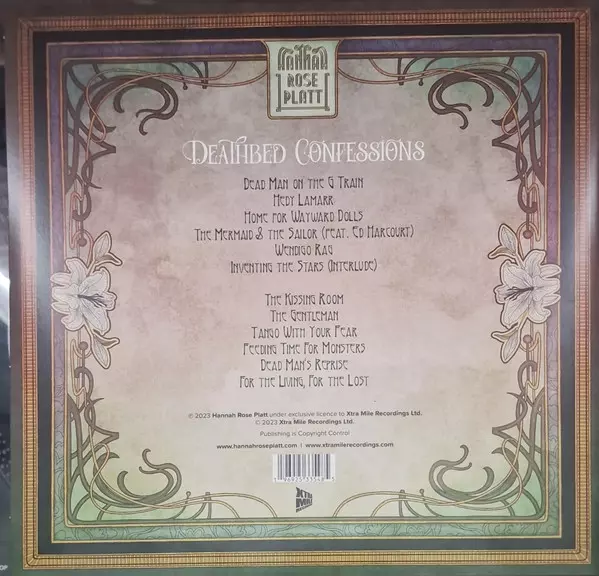 HANNAH
ROSE
PLATT
DEATHBED CONFESSIONS
DEAD MAN ON THE G TRAIN
HEDY LAMARR
HOME FOR WAYWARD DOLLS
THE MERMAID & THE SAILOR (FEAT. ED HARCOURT)
WENDIGO RAG
INVENTING THE STARS (INTERLUDE)
THE KISSING ROOM
THE GENTLEMAN
TANGO WITH YOUR FEAR
FEEDING TIME FOR MONSTERS
DEAD MAN'S REPRISE
FOR THE LIVING, FOR THE LOST
℗ 2023 Hannah Rose Platt under exclusive licence to Xtra Mile Recordings Ltd.
© 2023 Xtra Mile Recordings Ltd.
Publishing is Copyright Control
www.hannahroseplatt.com | www.xtramilerecordings.com
XTRA
MILE